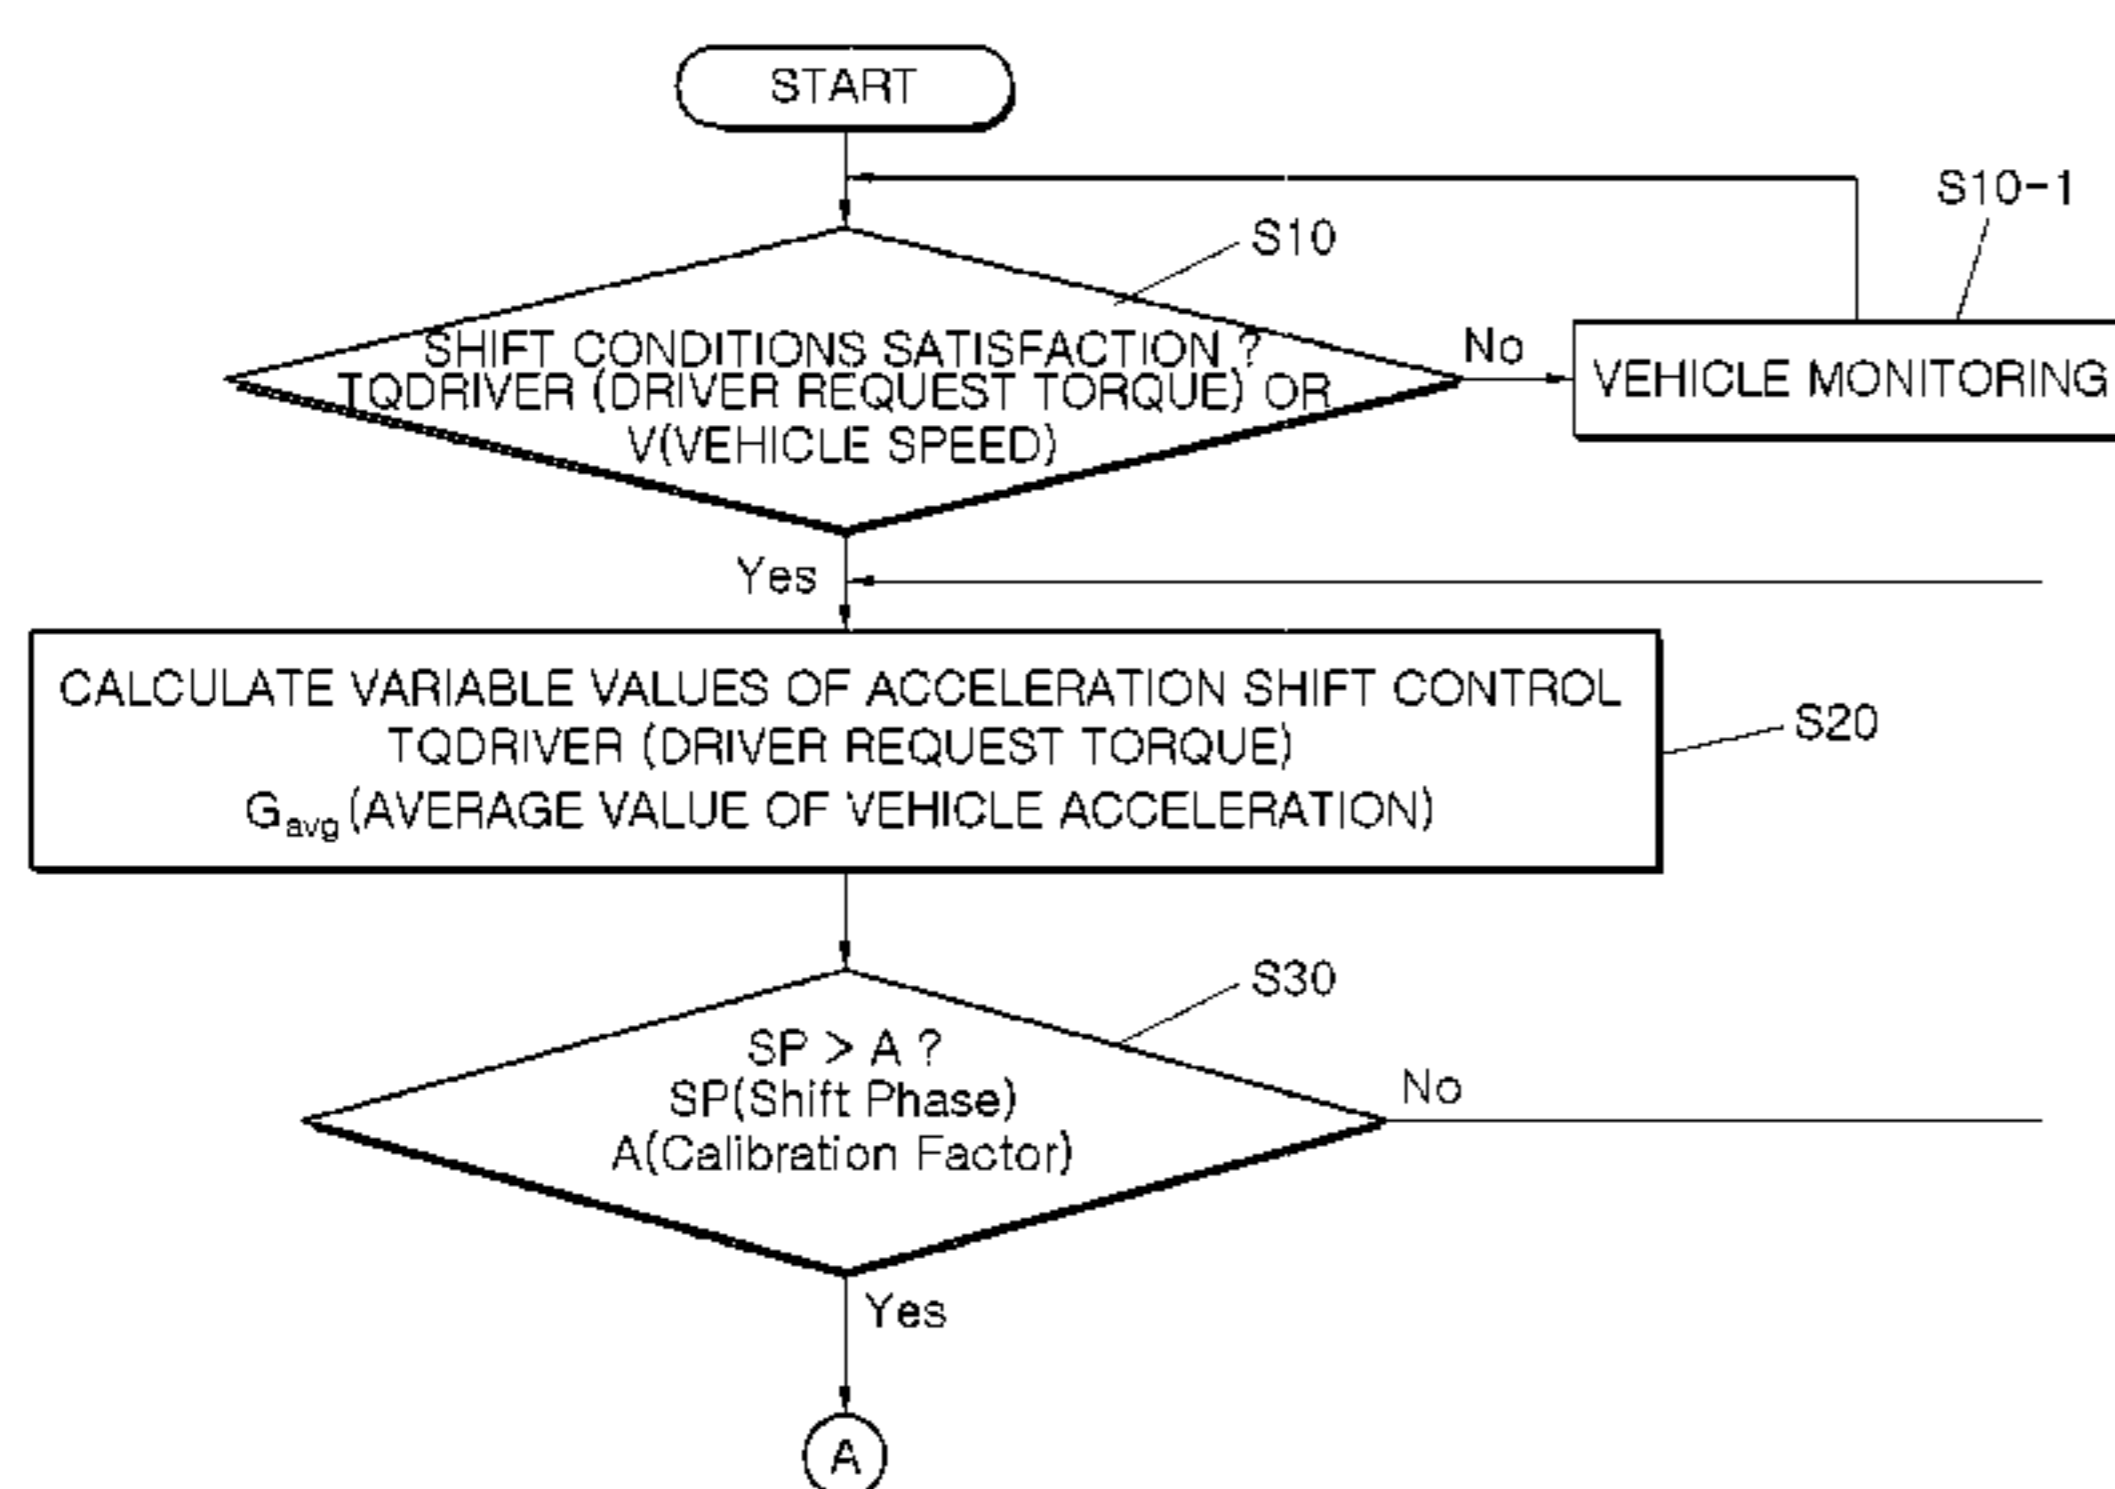 START
S10-1
S10
SHIFT CONDITIONS SATISFACTION ?
TQDRIVER (DRIVER REQUEST TORQUE) OR
V(VEHICLE SPEED)
No
VEHICLE MONITORING
Yes
CALCULATE VARIABLE VALUES OF ACCELERATION SHIFT CONTROL
TQDRIVER (DRIVER REQUEST TORQUE)
Gavg (AVERAGE VALUE OF VEHICLE ACCELERATION)
S20
S30
SP > A ?
SP(Shift Phase)
A(Calibration Factor)
No
Yes
A